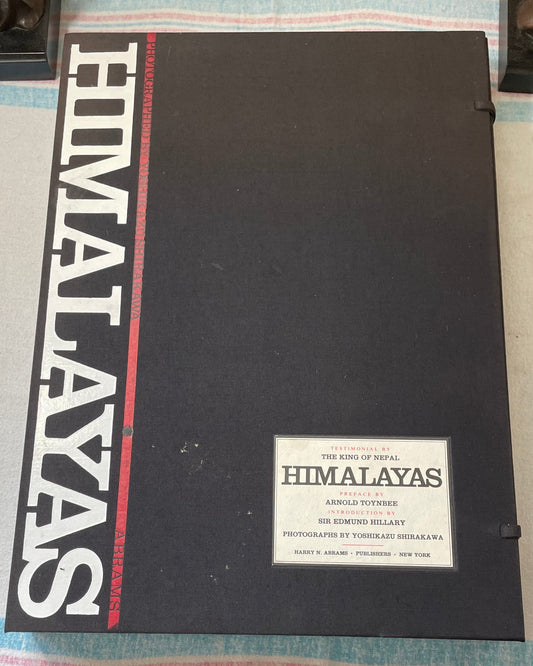 HIMALAYAS
PHOTOGRAPHED BY YOSHIKAZU SHIRAKAWA
ABRAMS
TESTIMONIAL BY
THE KING OF NEPAL
HIMALAYAS
PREFACE BY
ARNOLD TOYNBEE
INTRODUCTION BY
SIR EDMUND HILLARY
PHOTOGRAPHS BY YOSHIKAZU SHIRAKAWA
HARRY N. ABRAMS • PUBLISHERS • NEW YORK